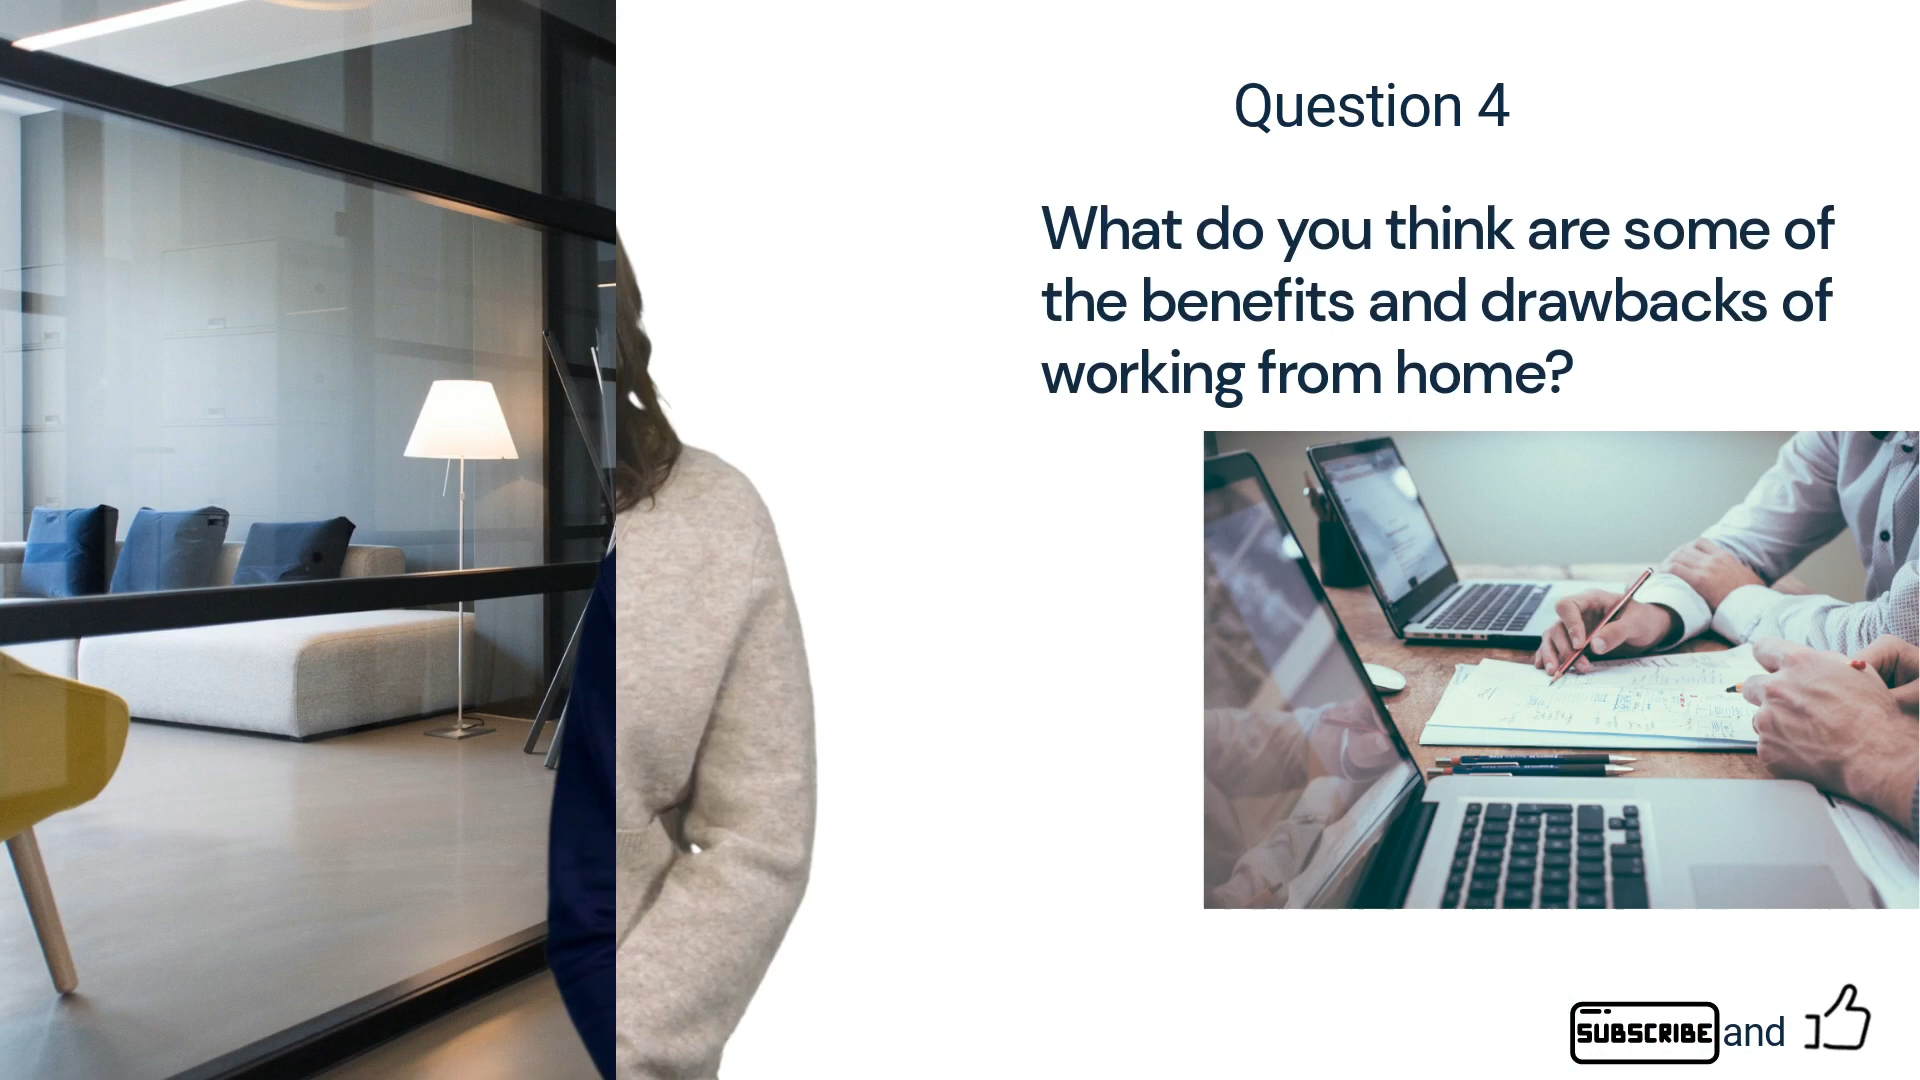 Question 4
What do you think are some of
the benefits and drawbacks of
working from home?
SUBSCRIBE and